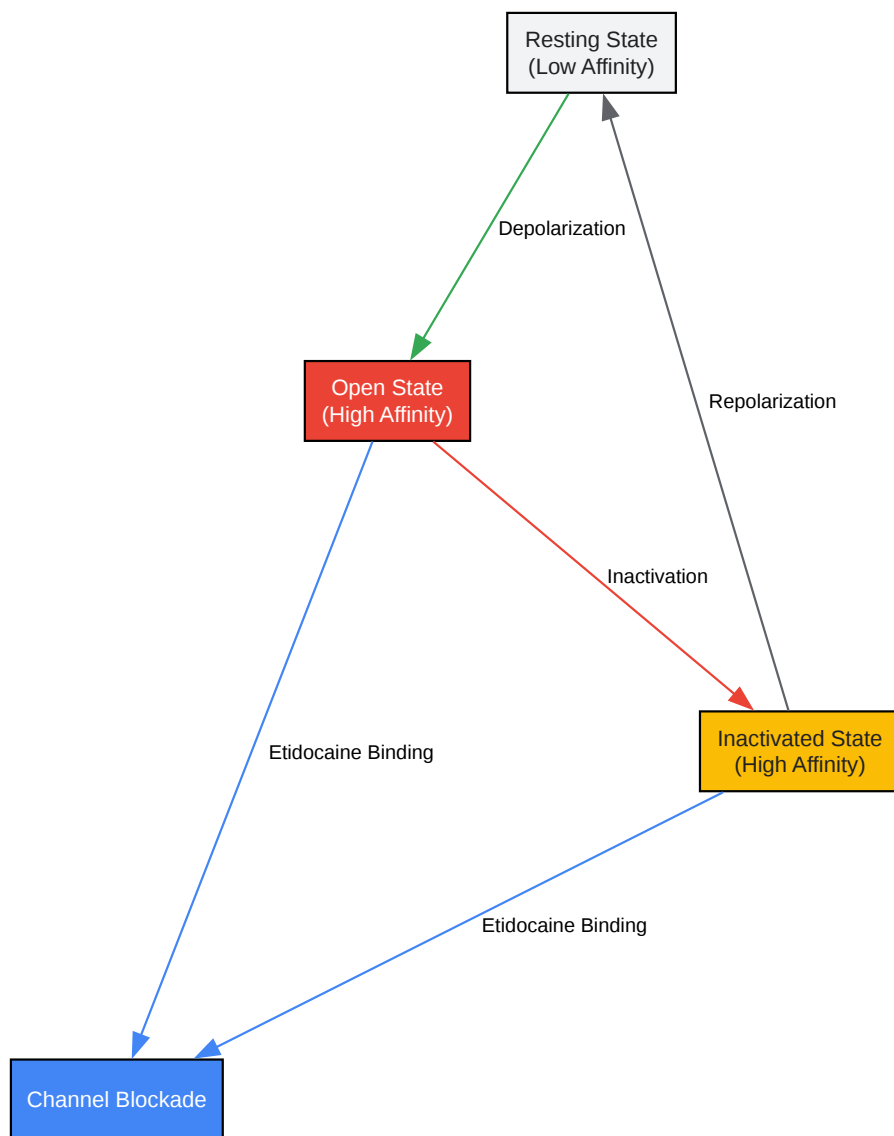 Resting State
(Low Affinity)
Depolarization
Open State
(High Affinity)
Repolarization
Inactivation
Inactivated State
(High Affinity)
Etidocaine Binding
Etidocaine Binding
Channel Blockade